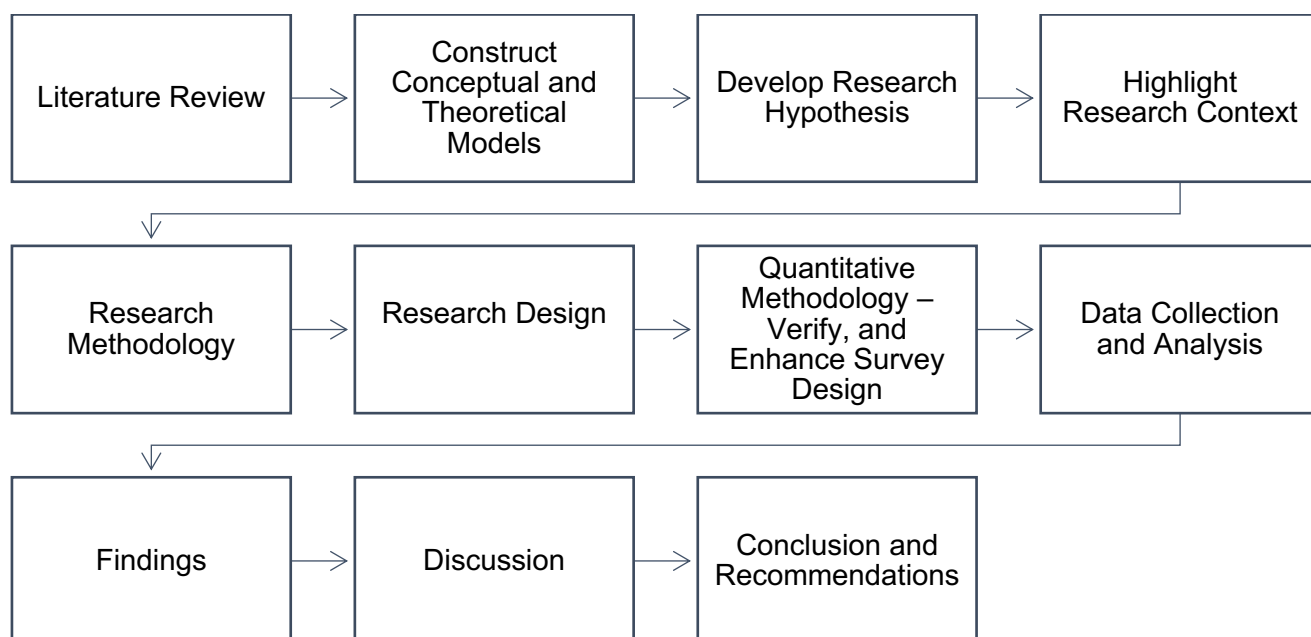 Literature Review
Construct
Conceptual and
Theoretical
Models
Develop Research
Hypothesis
Highlight
Research Context
Research
Methodology
Research Design
Quantitative
Methodology –
Verify, and
Enhance Survey
Design
Data Collection
and Analysis
Findings
Discussion
Conclusion and
Recommendations